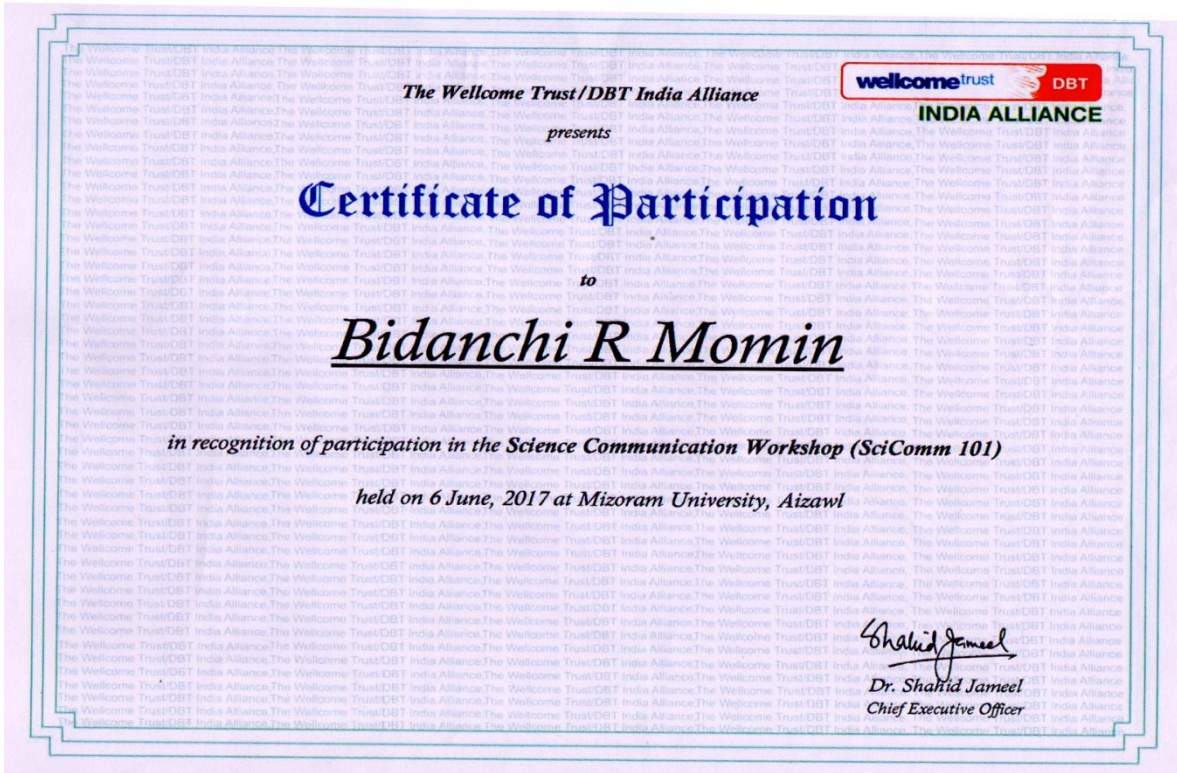 The Wellcome Trust/DBT India Alliance
wellcometrust DBT
INDIA ALLIANCE
presents
Certificate of Participation
to
Bidanchi R Momin
in recognition of participation in the Science Communication Workshop (SciComm 101)
held on 6 June, 2017 at Mizoram University, Aizawl
Shahid Jameel
Dr. Shahid Jameel
Chief Executive Officer